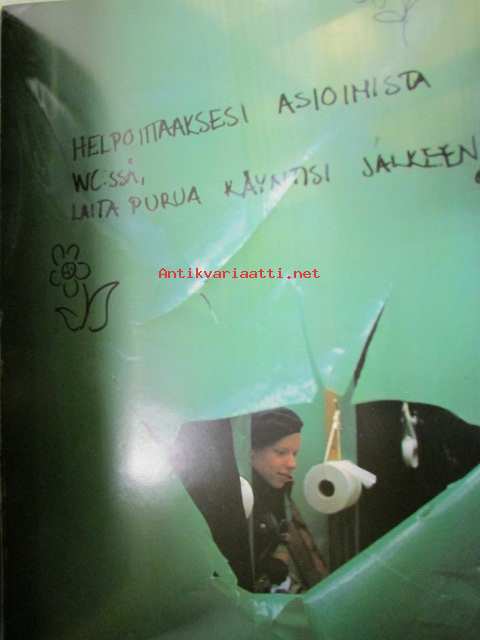 HELPOITTAAKSESI ASIOIMISTA
WC:SSÄ,
LAITA PURUA KÄYNTISI JÄLKEEN
Antikvariaatti.net